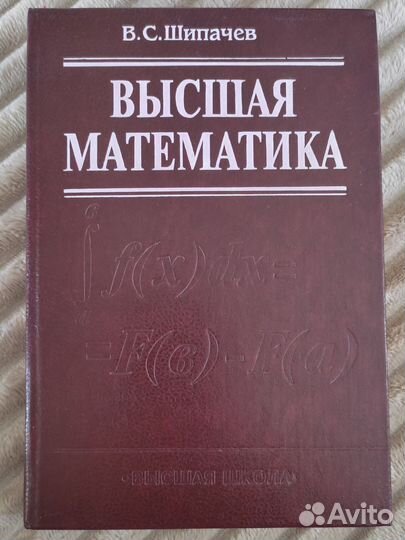 В.С.Шипачев
ВЫСШАЯ
МАТЕМАТИКА
в
∫ f(x)dx =
a
= F(в) - F(a)
«ВЫСШАЯ ШКОЛА»
Avito